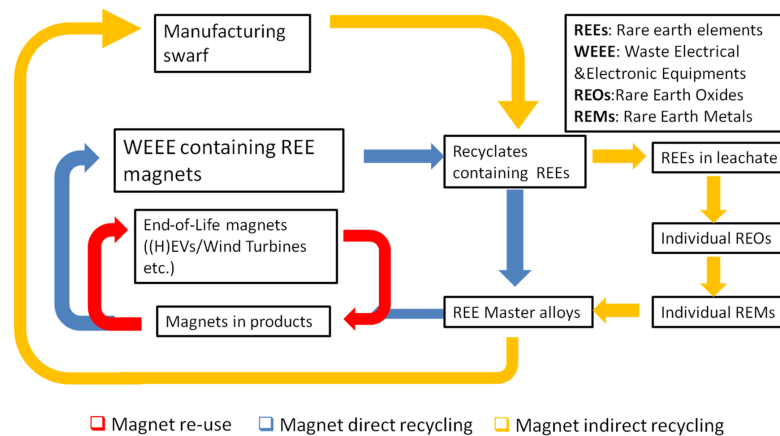 Manufacturing
swarf
REEs: Rare earth elements
WEEE: Waste Electrical
&Electronic Equipments
REOs:Rare Earth Oxides
REMs: Rare Earth Metals
WEEE containing REE
magnets
Recyclates
containing REEs
REEs in leachate
End-of-Life magnets
((H)EVs/Wind Turbines
etc.)
Individual REOs
Magnets in products
REE Master alloys
Individual REMs
Magnet re-use
Magnet direct recycling
Magnet indirect recycling